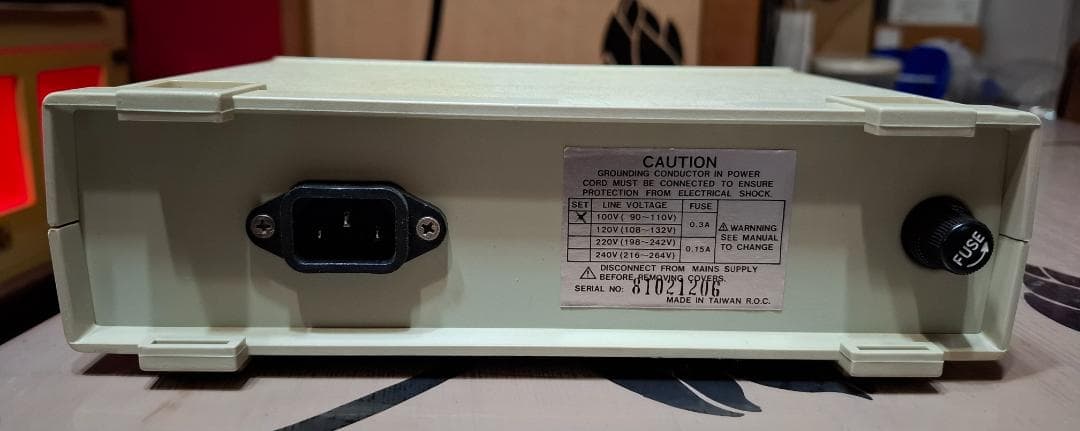 CAUTION
GROUNDING CONDUCTOR IN POWER
CORD MUST BE CONNECTED TO ENSURE
PROTECTION FROM ELECTRICAL SHOCK.
SET LINE VOLTAGE FUSE
X 100V( 90~110V) 0.3A
120V(108~132V)
220V(198~242V) 0.15A
240V(216~264V)
⚠ WARNNING
SEE MANUAL
TO CHANGE
⚠ DISCONNECT FROM MAINS SUPPLY
BEFORE REMOVING COVERS.
SERIAL NO: 81021206
MADE IN TAIWAN R.O.C.
FUSE